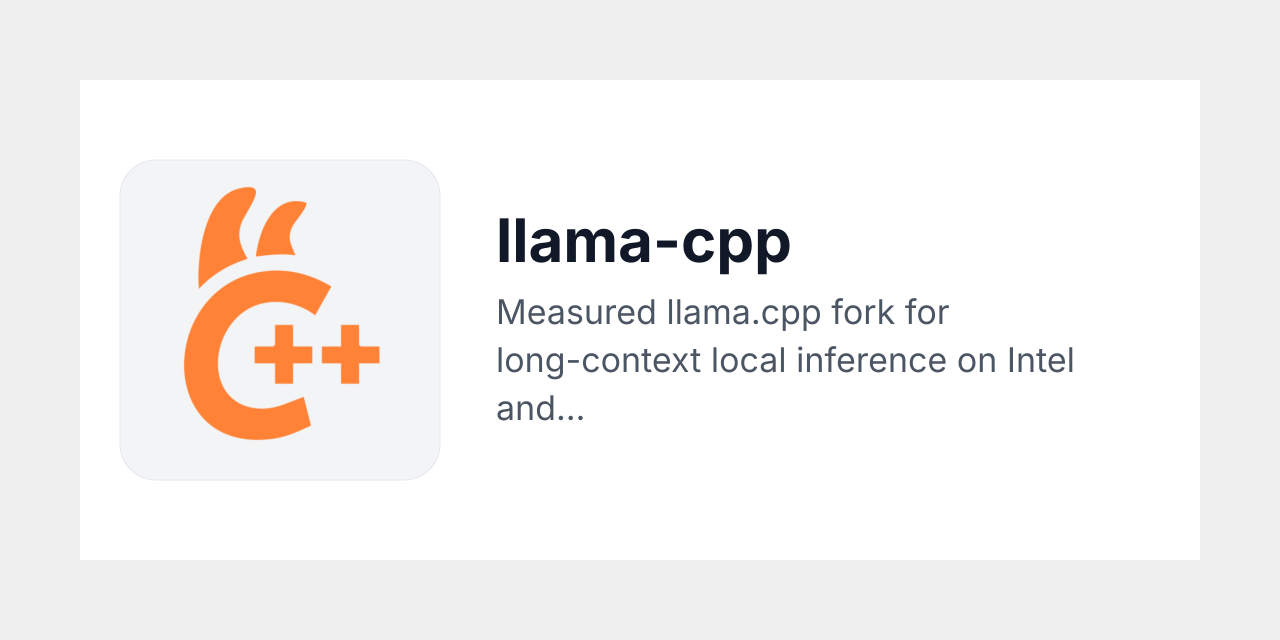 llama-cpp
Measured llama.cpp fork for
long-context local inference on Intel
and...
C++